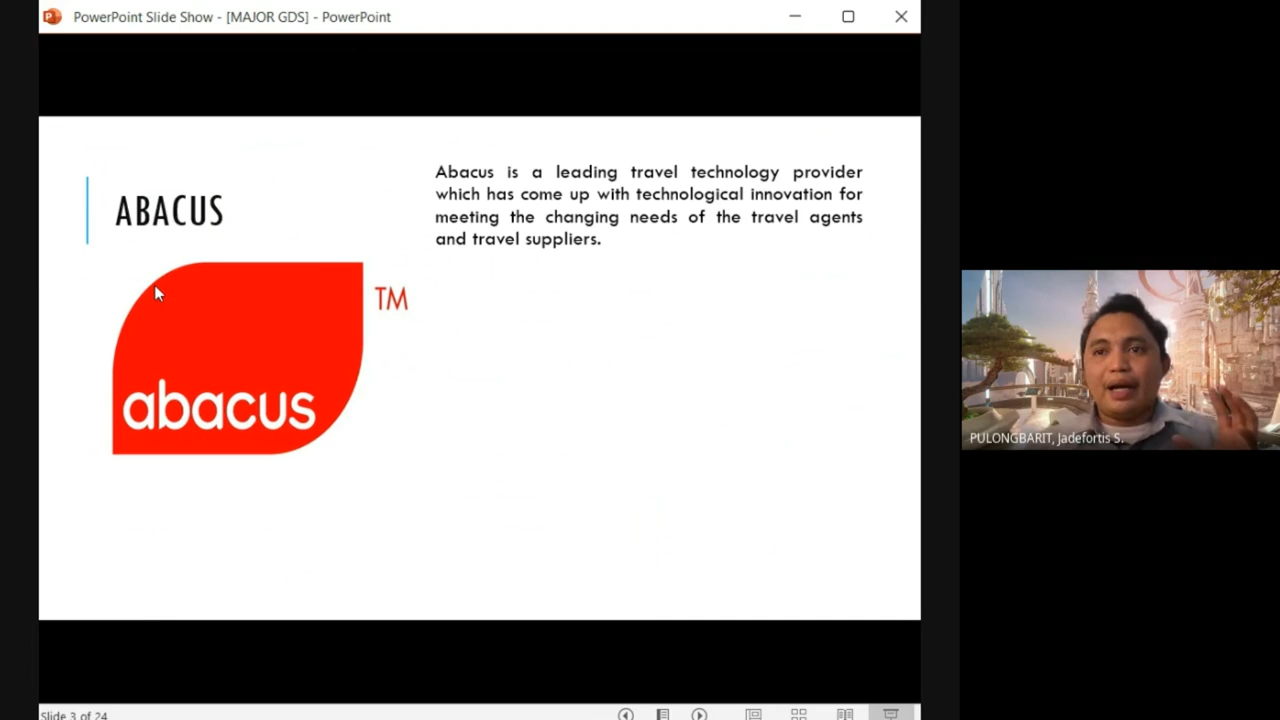 PowerPoint Slide Show - [MAJOR GDS] - PowerPoint
ABACUS
Abacus is a leading travel technology provider
which has come up with technological innovation for
meeting the changing needs of the travel agents
and travel suppliers.
TM
abacus
PULONGBARIT, Jadefortis S.
Slide 3 of 24